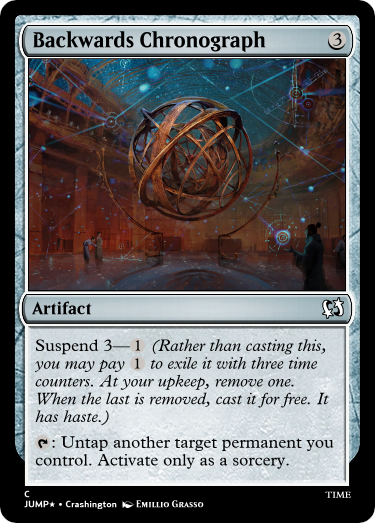 Backwards Chronograph 3
Artifact
Suspend 3— 1 (Rather than casting this,
you may pay 1 to exile it with three time
counters. At your upkeep, remove one.
When the last is removed, cast it for free. It
has haste.)
: Untap another target permanent you
control. Activate only as a sorcery.
C TIME
JUMP★ • Crashington Emillio Grasso